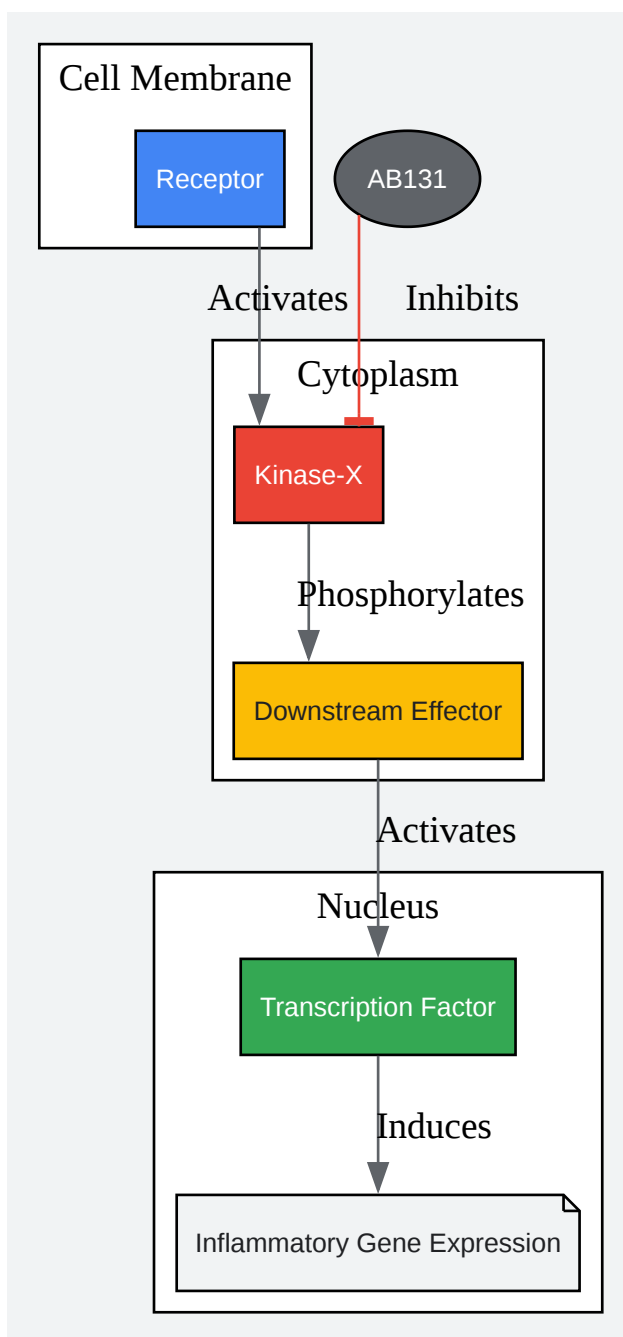 Cell Membrane
Receptor
AB131
Activates
Inhibits
Cytoplasm
Kinase-X
Phosphorylates
Downstream Effector
Activates
Nucleus
Transcription Factor
Induces
Inflammatory Gene Expression